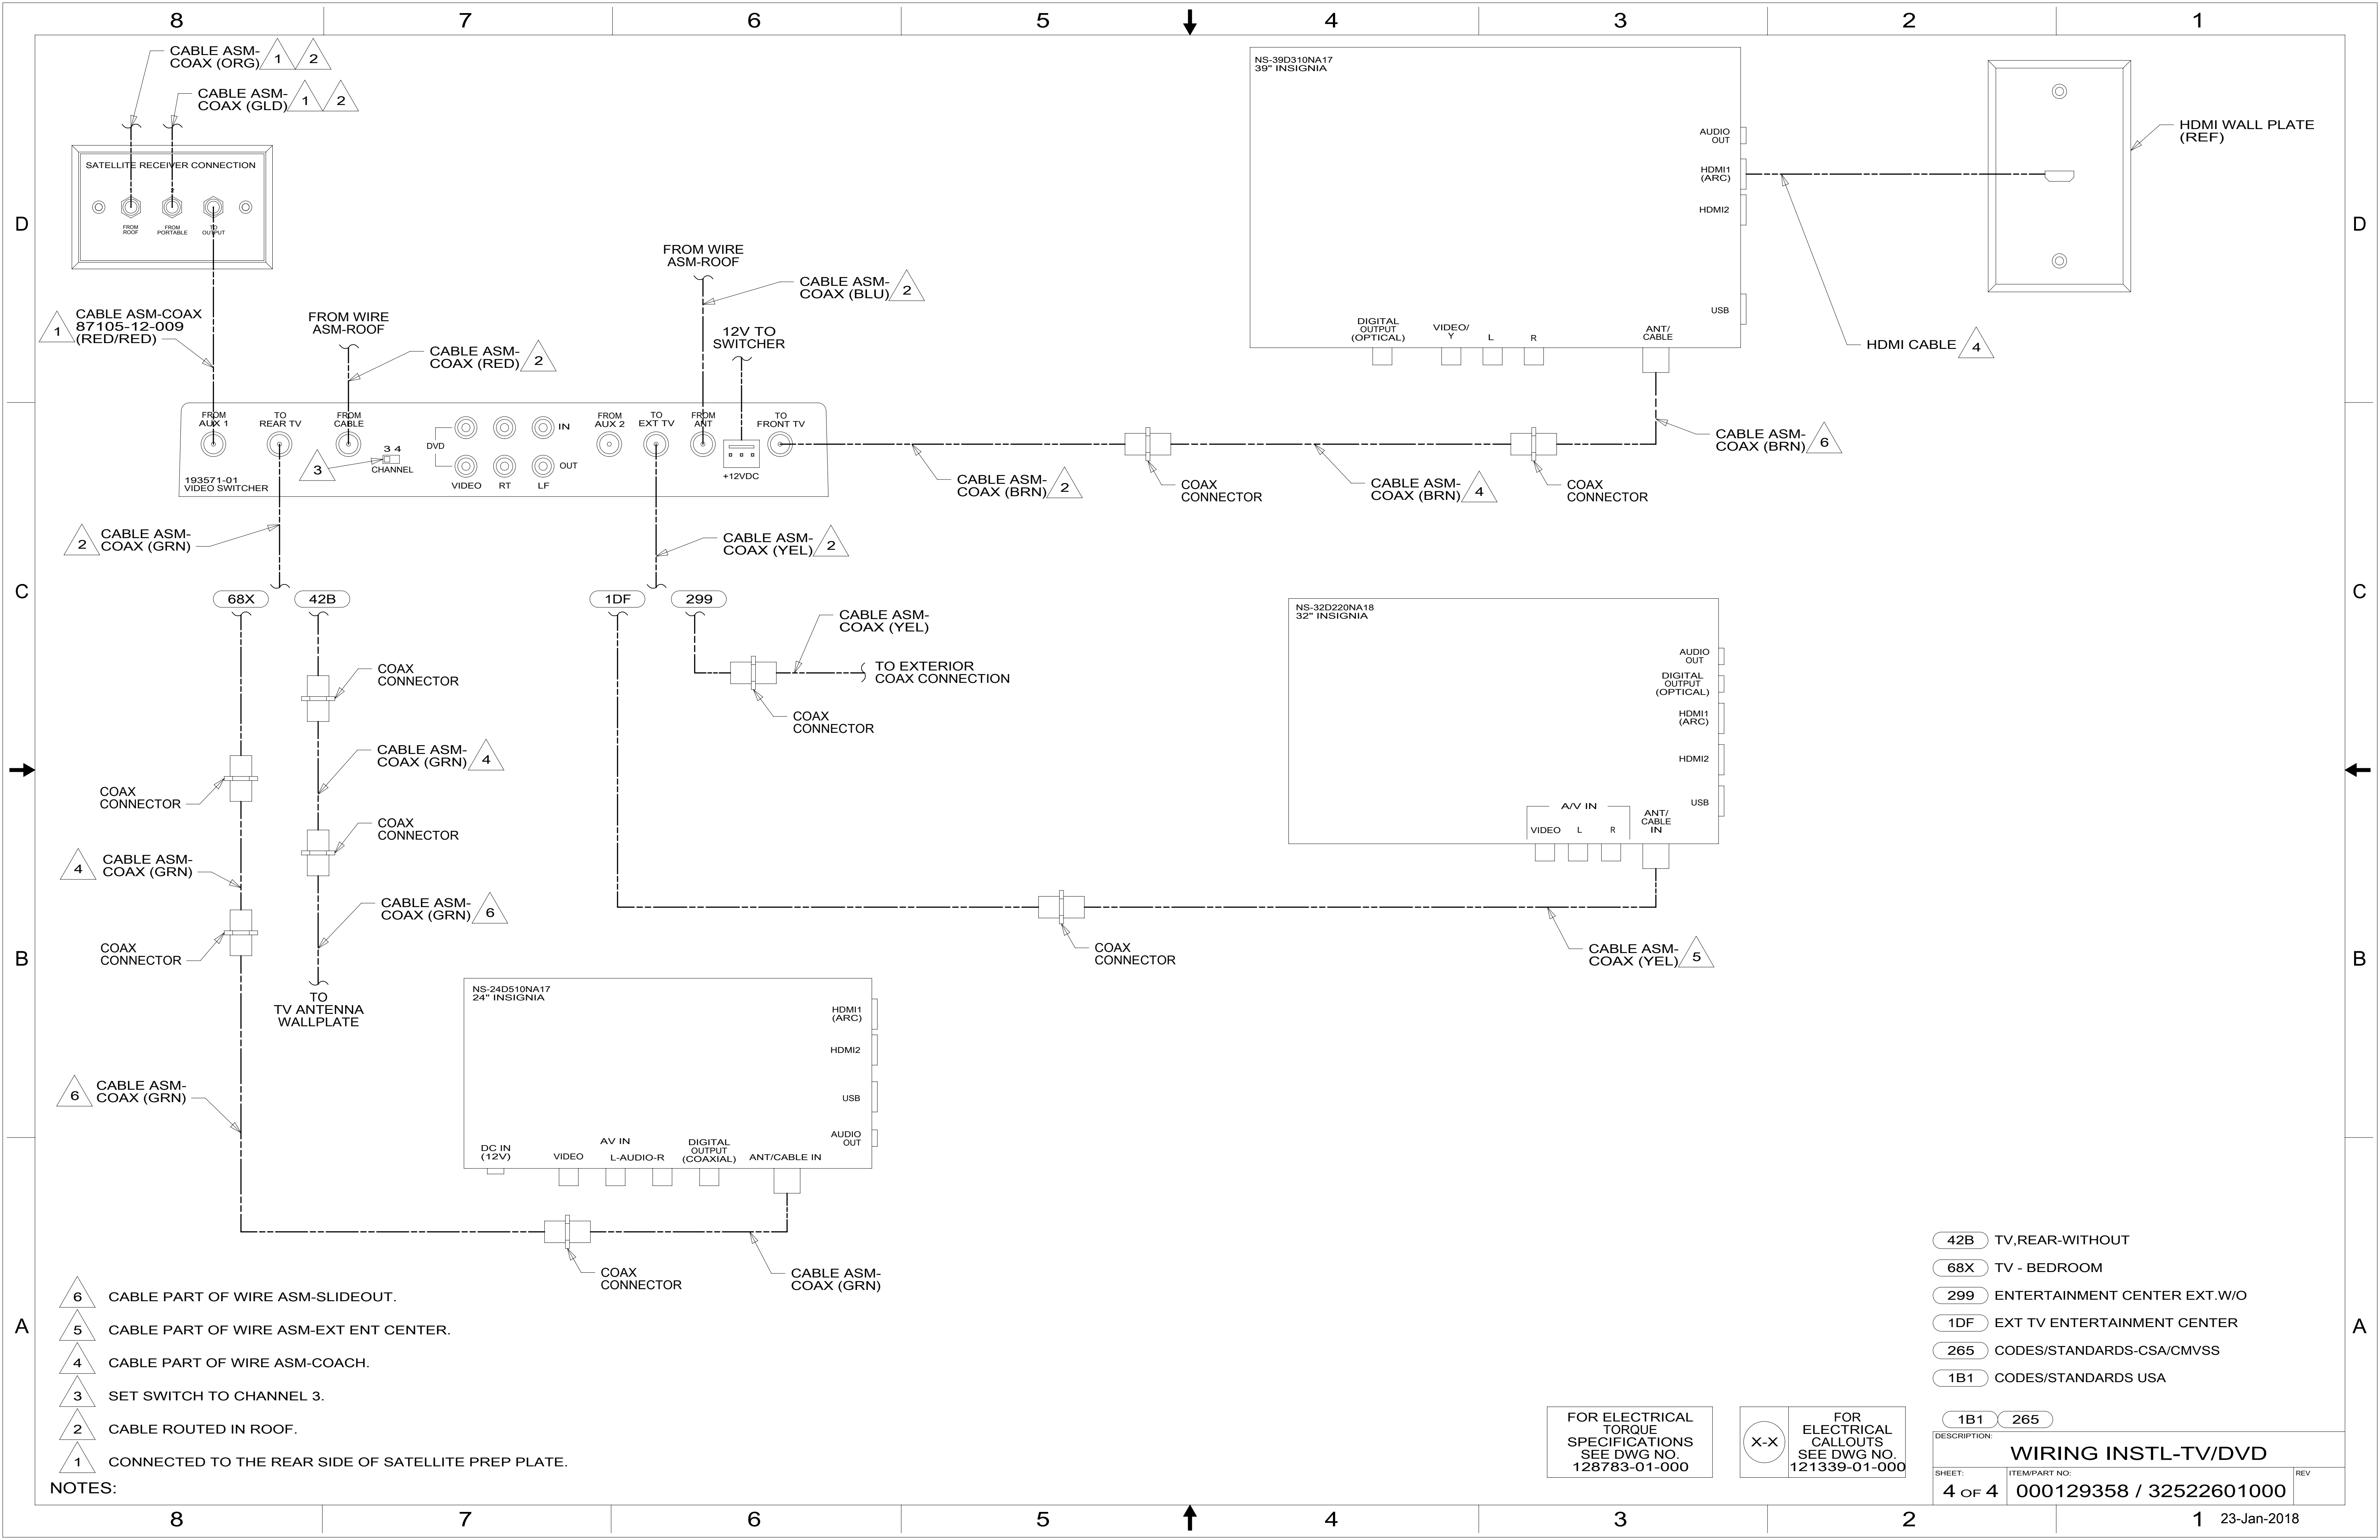 8 7 6 5 4 3 2 1
CABLE ASM-
COAX (ORG)
1 2
CABLE ASM-
COAX (GLD)
1 2
SATELLITE RECEIVER CONNECTION
2
FROM
ROOF
FROM
PORTABLE
TO
OUTPUT
D
1
CABLE ASM-COAX
87105-12-009
(RED/RED)
FROM WIRE
ASM-ROOF
CABLE ASM-
COAX (RED)
2
FROM WIRE
ASM-ROOF
CABLE ASM-
COAX (BLU)
2
12V TO
SWITCHER
NS-39D310NA17
39" INSIGNIA
AUDIO
OUT
HDMI1
(ARC)
HDMI2
USB
DIGITAL
OUTPUT
(OPTICAL)
VIDEO/
Y
L
R
ANT/
CABLE
HDMI WALL PLATE
(REF)
HDMI CABLE
4
D
FROM
AUX 1
TO
REAR TV
FROM
CABLE
3 4
CHANNEL
3
DVD
IN
OUT
VIDEO
RT
LF
FROM
AUX 2
TO
EXT TV
FROM
ANT
+12VDC
TO
FRONT TV
193571-01
VIDEO SWITCHER
CABLE ASM-
COAX (BRN)
2
COAX
CONNECTOR
CABLE ASM-
COAX (BRN)
4
COAX
CONNECTOR
CABLE ASM-
COAX (BRN)
6
2
CABLE ASM-
COAX (GRN)
CABLE ASM-
COAX (YEL)
2
C
68X
42B
1DF
299
CABLE ASM-
COAX (YEL)
TO EXTERIOR
COAX CONNECTION
COAX
CONNECTOR
COAX
CONNECTOR
CABLE ASM-
COAX (GRN)
4
COAX
CONNECTOR
COAX
CONNECTOR
4
CABLE ASM-
COAX (GRN)
CABLE ASM-
COAX (GRN)
6
COAX
CONNECTOR
TO
TV ANTENNA
WALLPLATE
NS-32D220NA18
32" INSIGNIA
AUDIO
OUT
DIGITAL
OUTPUT
(OPTICAL)
HDMI1
(ARC)
HDMI2
USB
A/V IN
VIDEO
L
R
ANT/
CABLE
IN
C
COAX
CONNECTOR
CABLE ASM-
COAX (YEL)
5
B
B
NS-24D510NA17
24" INSIGNIA
HDMI1
(ARC)
HDMI2
USB
AUDIO
OUT
DC IN
(12V)
AV IN
VIDEO
L-AUDIO-R
DIGITAL
OUTPUT
(COAXIAL)
ANT/CABLE IN
6
CABLE ASM-
COAX (GRN)
COAX
CONNECTOR
CABLE ASM-
COAX (GRN)
42B TV,REAR-WITHOUT
68X TV - BEDROOM
299 ENTERTAINMENT CENTER EXT.W/O
1DF EXT TV ENTERTAINMENT CENTER
265 CODES/STANDARDS-CSA/CMVSS
1B1 CODES/STANDARDS USA
A
A
6 CABLE PART OF WIRE ASM-SLIDEOUT.
5 CABLE PART OF WIRE ASM-EXT ENT CENTER.
4 CABLE PART OF WIRE ASM-COACH.
3 SET SWITCH TO CHANNEL 3.
2 CABLE ROUTED IN ROOF.
1 CONNECTED TO THE REAR SIDE OF SATELLITE PREP PLATE.
NOTES:
FOR ELECTRICAL
TORQUE
SPECIFICATIONS
SEE DWG NO.
128783-01-000
X-X
FOR
ELECTRICAL
CALLOUTS
SEE DWG NO.
121339-01-000
1B1 265
DESCRIPTION:
WIRING INSTL-TV/DVD
SHEET:
4 OF 4
ITEM/PART NO:
000129358 / 32522601000
REV
8 7 6 5 4 3 2 1
23-Jan-2018